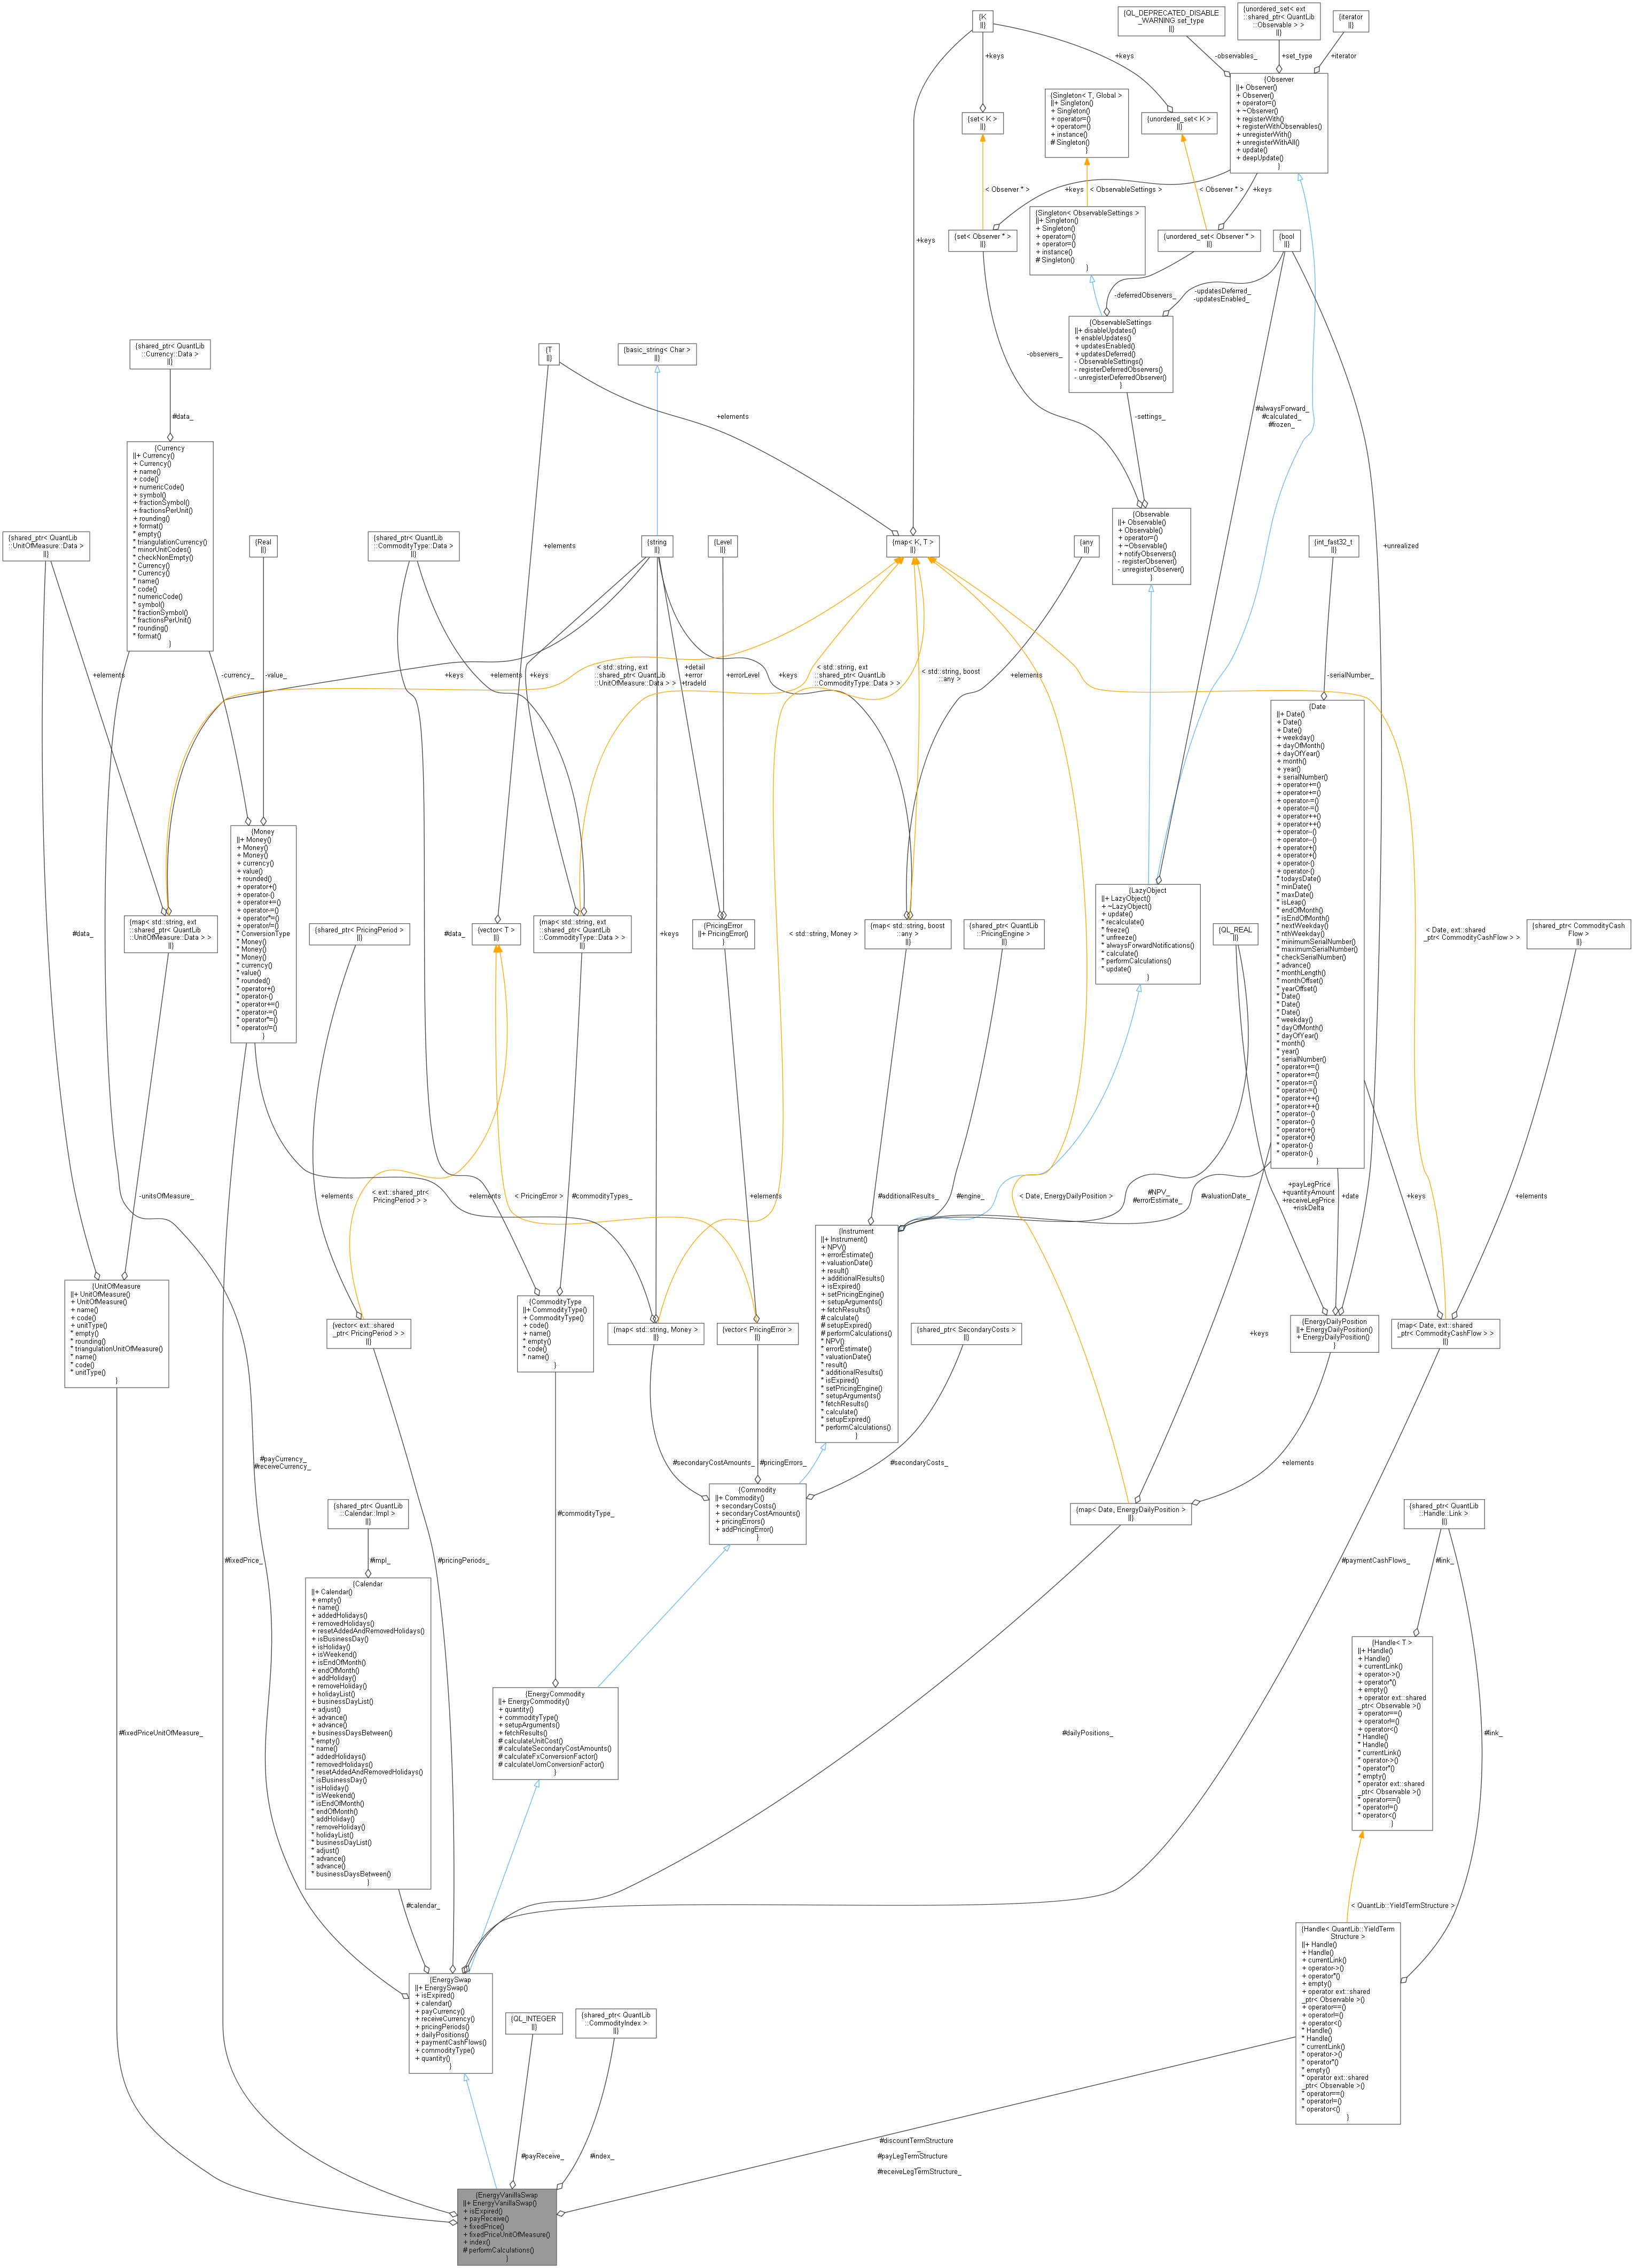 {K
||}
{QL_DEPRECATED_DISABLE
_WARNING set_type
||}
{unordered_set< ext
::shared_ptr< QuantLib
::Observable > >
||}
{iterator
||}
+keys
+keys
-observables_
+set_type
+iterator
{Observer
||+ Observer()
+ Observer()
+ operator=()
+ ~Observer()
+ registerWith()
+ registerWithObservables()
+ unregisterWith()
+ unregisterWithAll()
+ update()
+ deepUpdate()
}
{Singleton< T, Global >
||+ Singleton()
+ Singleton()
+ operator=()
+ operator=()
+ instance()
# Singleton()
}
{set< K >
||}
{unordered_set< K >
||}
< Observer * >
+keys
< ObservableSettings >
< Observer * >
+keys
{Singleton< ObservableSettings >
||+ Singleton()
+ Singleton()
+ operator=()
+ operator=()
+ instance()
# Singleton()
}
+keys
{set< Observer * >
||}
{unordered_set< Observer * >
||}
{bool
||}
-deferredObservers_
-updatesDeferred_
-updatesEnabled_
{ObservableSettings
||+ disableUpdates()
+ enableUpdates()
+ updatesEnabled()
+ updatesDeferred()
- ObservableSettings()
- registerDeferredObservers()
- unregisterDeferredObserver()
}
{shared_ptr< QuantLib
::Currency::Data >
||}
{T
||}
{basic_string< Char >
||}
-observers_
#data_
+elements
-settings_
#alwaysForward_
#calculated_
#frozen_
{Currency
||+ Currency()
+ Currency()
+ name()
+ code()
+ numericCode()
+ symbol()
+ fractionSymbol()
+ fractionsPerUnit()
+ rounding()
+ format()
* empty()
* triangulationCurrency()
* minorUnitCodes()
* checkNonEmpty()
* Currency()
* Currency()
* name()
* code()
* numericCode()
* symbol()
* fractionSymbol()
* fractionsPerUnit()
* rounding()
* format()
}
{Observable
||+ Observable()
+ Observable()
+ operator=()
+ ~Observable()
+ notifyObservers()
- registerObserver()
- unregisterObserver()
}
{shared_ptr< QuantLib
::UnitOfMeasure::Data >
||}
{Real
||}
{shared_ptr< QuantLib
::CommodityType::Data >
||}
+elements
{string
||}
{Level
||}
{map< K, T >
||}
{any
||}
+unrealized
{int_fast32_t
||}
+elements
-currency_
-value_
+keys
+elements
+keys
< std::string, ext
::shared_ptr< QuantLib
::UnitOfMeasure::Data > >
+detail
+error
+tradeId
+errorLevel
+keys
< std::string, ext
::shared_ptr< QuantLib
::CommodityType::Data > >
< std::string, boost
::any >
+elements
-serialNumber_
{Date
||+ Date()
+ Date()
+ Date()
+ weekday()
+ dayOfMonth()
+ dayOfYear()
+ month()
+ year()
+ serialNumber()
+ operator+=()
+ operator+=()
+ operator-=()
+ operator-=()
+ operator++()
+ operator++()
+ operator--()
+ operator--()
+ operator+()
+ operator+()
+ operator-()
+ operator-()
* todaysDate()
* minDate()
* maxDate()
* isLeap()
* endOfMonth()
* isEndOfMonth()
* nextWeekday()
* nthWeekday()
* minimumSerialNumber()
* maximumSerialNumber()
* checkSerialNumber()
* advance()
* monthLength()
* monthOffset()
* yearOffset()
* Date()
* Date()
* Date()
* weekday()
* dayOfMonth()
* dayOfYear()
* month()
* year()
* serialNumber()
* operator+=()
* operator+=()
* operator-=()
* operator-=()
* operator++()
* operator++()
* operator--()
* operator--()
* operator+()
* operator+()
* operator-()
* operator-()
}
{Money
||+ Money()
+ Money()
+ Money()
+ currency()
+ value()
+ rounded()
+ operator+()
+ operator-()
+ operator+=()
+ operator-=()
+ operator*=()
+ operator/=()
* ConversionType
* Money()
* Money()
* Money()
* currency()
* value()
* rounded()
* operator+()
* operator-()
* operator+=()
* operator-=()
* operator*=()
* operator/=()
}
{LazyObject
||+ LazyObject()
+ ~LazyObject()
+ update()
* recalculate()
* freeze()
* unfreeze()
* alwaysForwardNotifications()
* calculate()
* performCalculations()
* update()
}
#data_
{map< std::string, ext
::shared_ptr< QuantLib
::UnitOfMeasure::Data > >
||}
{shared_ptr< PricingPeriod >
||}
#data_
{vector< T >
||}
{map< std::string, ext
::shared_ptr< QuantLib
::CommodityType::Data > >
||}
+keys
{PricingError
||+ PricingError()
}
< std::string, Money >
{map< std::string, boost
::any >
||}
{shared_ptr< QuantLib
::PricingEngine >
||}
{QL_REAL
||}
< Date, ext::shared
_ptr< CommodityCashFlow > >
{shared_ptr< CommodityCash
Flow >
||}
-unitsOfMeasure_
+elements
< ext::shared_ptr<
PricingPeriod > >
+elements
< PricingError >
#commodityTypes_
+elements
#additionalResults_
#engine_
< Date, EnergyDailyPosition >
#NPV_
#errorEstimate_
#valuationDate_
+payLegPrice
+quantityAmount
+receiveLegPrice
+riskDelta
+date
+keys
+elements
{Instrument
||+ Instrument()
+ NPV()
+ errorEstimate()
+ valuationDate()
+ result()
+ additionalResults()
+ isExpired()
+ setPricingEngine()
+ setupArguments()
+ fetchResults()
# calculate()
# setupExpired()
# performCalculations()
* NPV()
* errorEstimate()
* valuationDate()
* result()
* additionalResults()
* isExpired()
* setPricingEngine()
* setupArguments()
* fetchResults()
* calculate()
* setupExpired()
* performCalculations()
}
{UnitOfMeasure
||+ UnitOfMeasure()
+ UnitOfMeasure()
+ name()
+ code()
+ unitType()
* empty()
* rounding()
* triangulationUnitOfMeasure()
* name()
* code()
* unitType()
}
{vector< ext::shared
_ptr< PricingPeriod > >
||}
{CommodityType
||+ CommodityType()
+ CommodityType()
+ code()
+ name()
* empty()
* code()
* name()
}
{map< std::string, Money >
||}
{vector< PricingError >
||}
{shared_ptr< SecondaryCosts >
||}
+keys
{EnergyDailyPosition
||+ EnergyDailyPosition()
+ EnergyDailyPosition()
}
{map< Date, ext::shared
_ptr< CommodityCashFlow > >
||}
#payCurrency_
#receiveCurrency_
#secondaryCostAmounts_
#pricingErrors_
#secondaryCosts_
+elements
{Commodity
||+ Commodity()
+ secondaryCosts()
+ secondaryCostAmounts()
+ pricingErrors()
+ addPricingError()
}
{shared_ptr< QuantLib
::Calendar::Impl >
||}
#commodityType_
{map< Date, EnergyDailyPosition >
||}
{shared_ptr< QuantLib
::Handle::Link >
||}
#fixedPrice_
#impl_
#pricingPeriods_
#paymentCashFlows_
#link_
{Calendar
||+ Calendar()
+ empty()
+ name()
+ addedHolidays()
+ removedHolidays()
+ resetAddedAndRemovedHolidays()
+ isBusinessDay()
+ isHoliday()
+ isWeekend()
+ isEndOfMonth()
+ endOfMonth()
+ addHoliday()
+ removeHoliday()
+ holidayList()
+ businessDayList()
+ adjust()
+ advance()
+ advance()
+ businessDaysBetween()
* empty()
* name()
* addedHolidays()
* removedHolidays()
* resetAddedAndRemovedHolidays()
* isBusinessDay()
* isHoliday()
* isWeekend()
* isEndOfMonth()
* endOfMonth()
* addHoliday()
* removeHoliday()
* holidayList()
* businessDayList()
* adjust()
* advance()
* advance()
* businessDaysBetween()
}
{EnergyCommodity
||+ EnergyCommodity()
+ quantity()
+ commodityType()
+ setupArguments()
+ fetchResults()
# calculateUnitCost()
# calculateSecondaryCostAmounts()
# calculateFxConversionFactor()
# calculateUomConversionFactor()
}
{Handle< T >
||+ Handle()
+ Handle()
+ currentLink()
+ operator->()
+ operator*()
+ empty()
+ operator ext::shared
_ptr< Observable >()
+ operator==()
+ operator!=()
+ operator<()
* Handle()
* Handle()
* currentLink()
* operator->()
* operator*()
* empty()
* operator ext::shared
_ptr< Observable >()
* operator==()
* operator!=()
* operator<()
}
#fixedPriceUnitOfMeasure_
#dailyPositions_
#link_
#calendar_
< QuantLib::YieldTermStructure >
{EnergySwap
||+ EnergySwap()
+ isExpired()
+ calendar()
+ payCurrency()
+ receiveCurrency()
+ pricingPeriods()
+ dailyPositions()
+ paymentCashFlows()
+ commodityType()
+ quantity()
}
{Handle< QuantLib::YieldTerm
Structure >
||+ Handle()
+ Handle()
+ currentLink()
+ operator->()
+ operator*()
+ empty()
+ operator ext::shared
_ptr< Observable >()
+ operator==()
+ operator!=()
+ operator<()
* Handle()
* Handle()
* currentLink()
* operator->()
* operator*()
* empty()
* operator ext::shared
_ptr< Observable >()
* operator==()
* operator!=()
* operator<()
}
{QL_INTEGER
||}
{shared_ptr< QuantLib
::CommodityIndex >
||}
#payReceive_
#index_
#discountTermStructure
_
#payLegTermStructure
_
#receiveLegTermStructure_
{EnergyVanillaSwap
||+ EnergyVanillaSwap()
+ isExpired()
+ payReceive()
+ fixedPrice()
+ fixedPriceUnitOfMeasure()
+ index()
# performCalculations()
}